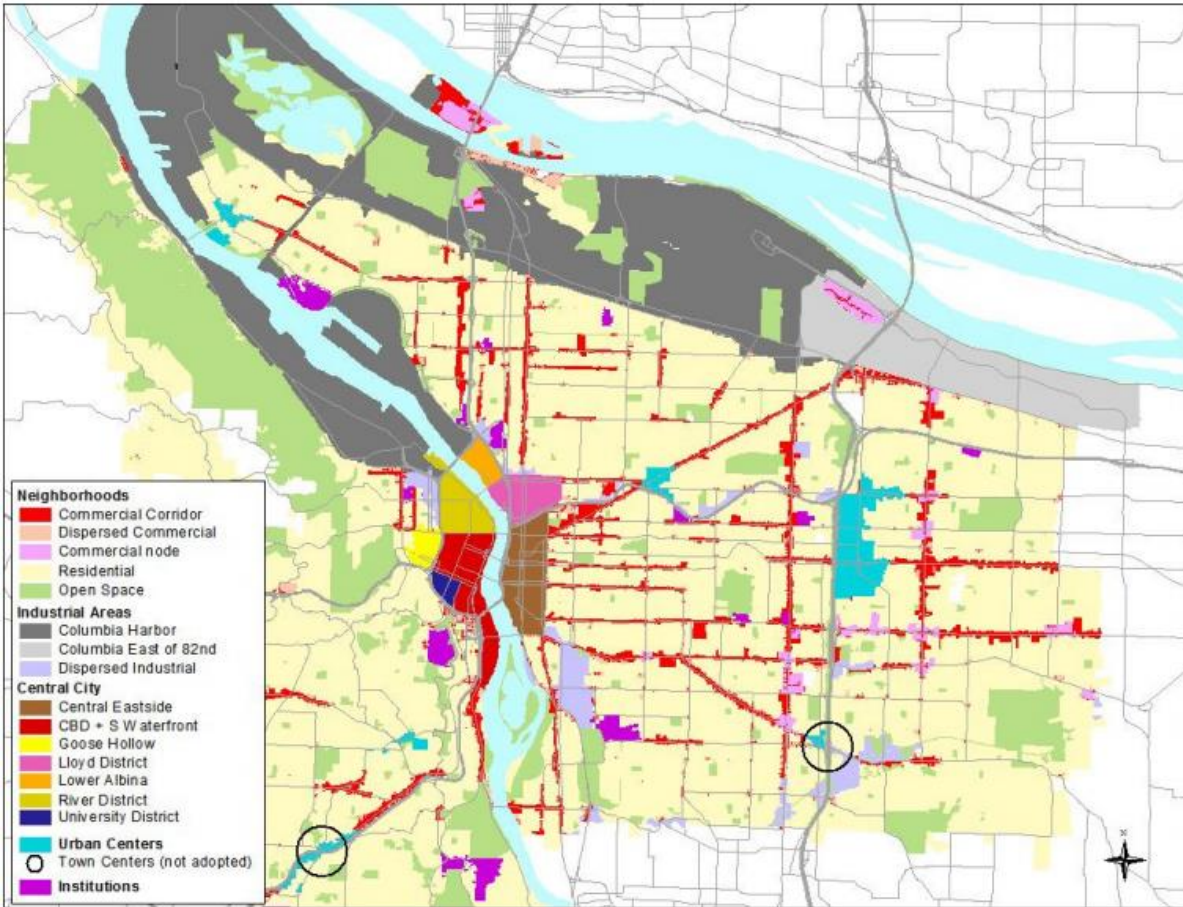 Neighborhoods
Commercial Corridor
Dispersed Commercial
Commercial node
Residential
Open Space
Industrial Areas
Columbia Harbor
Columbia East of 82nd
Dispersed Industrial
Central City
Central Eastside
CBD + S Waterfront
Goose Hollow
Lloyd District
Lower Albina
River District
University District
Urban Centers
Town Centers (not adopted)
Institutions